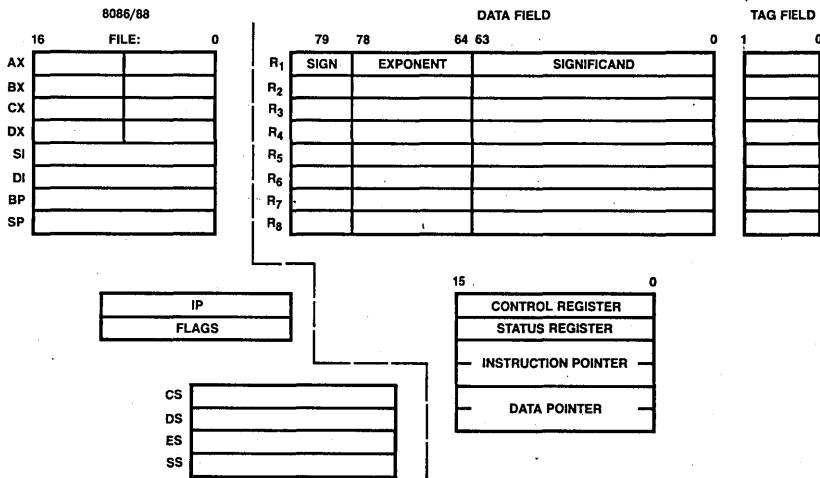 8086/88
16 FILE: 0
AX
BX
CX
DX
SI
DI
BP
SP
DATA FIELD
79 78 64 63 0
R1 SIGN EXPONENT SIGNIFICAND
R2
R3
R4
R5
R6
R7
R8
TAG FIELD
1 0
IP
FLAGS
CS
DS
ES
SS
15 0
CONTROL REGISTER
STATUS REGISTER
INSTRUCTION POINTER
DATA POINTER